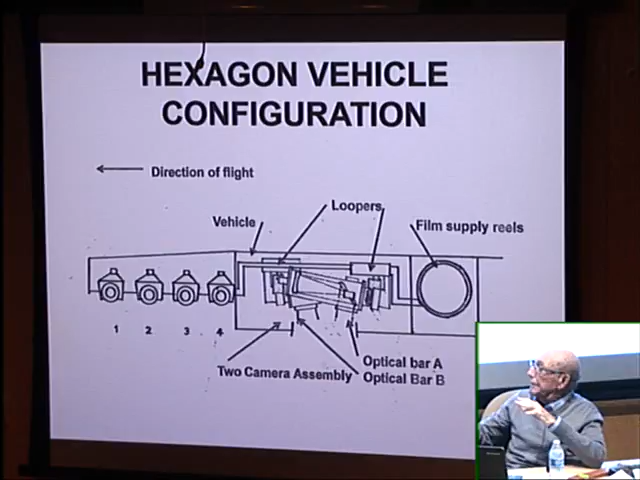 HEXAGON VEHICLE
CONFIGURATION
Direction of flight
Loopers
Vehicle
Film supply reels
1 2 3 4
Optical bar A
Two Camera Assembly Optical Bar B